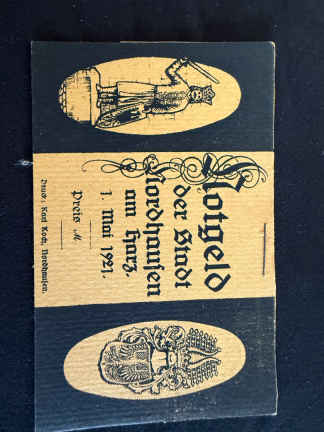 Notgeld
der Stadt
Nordhausen
am Harz.
1. Mai 1921.
Preis M
Druck: Karl Koch, Nordhausen.